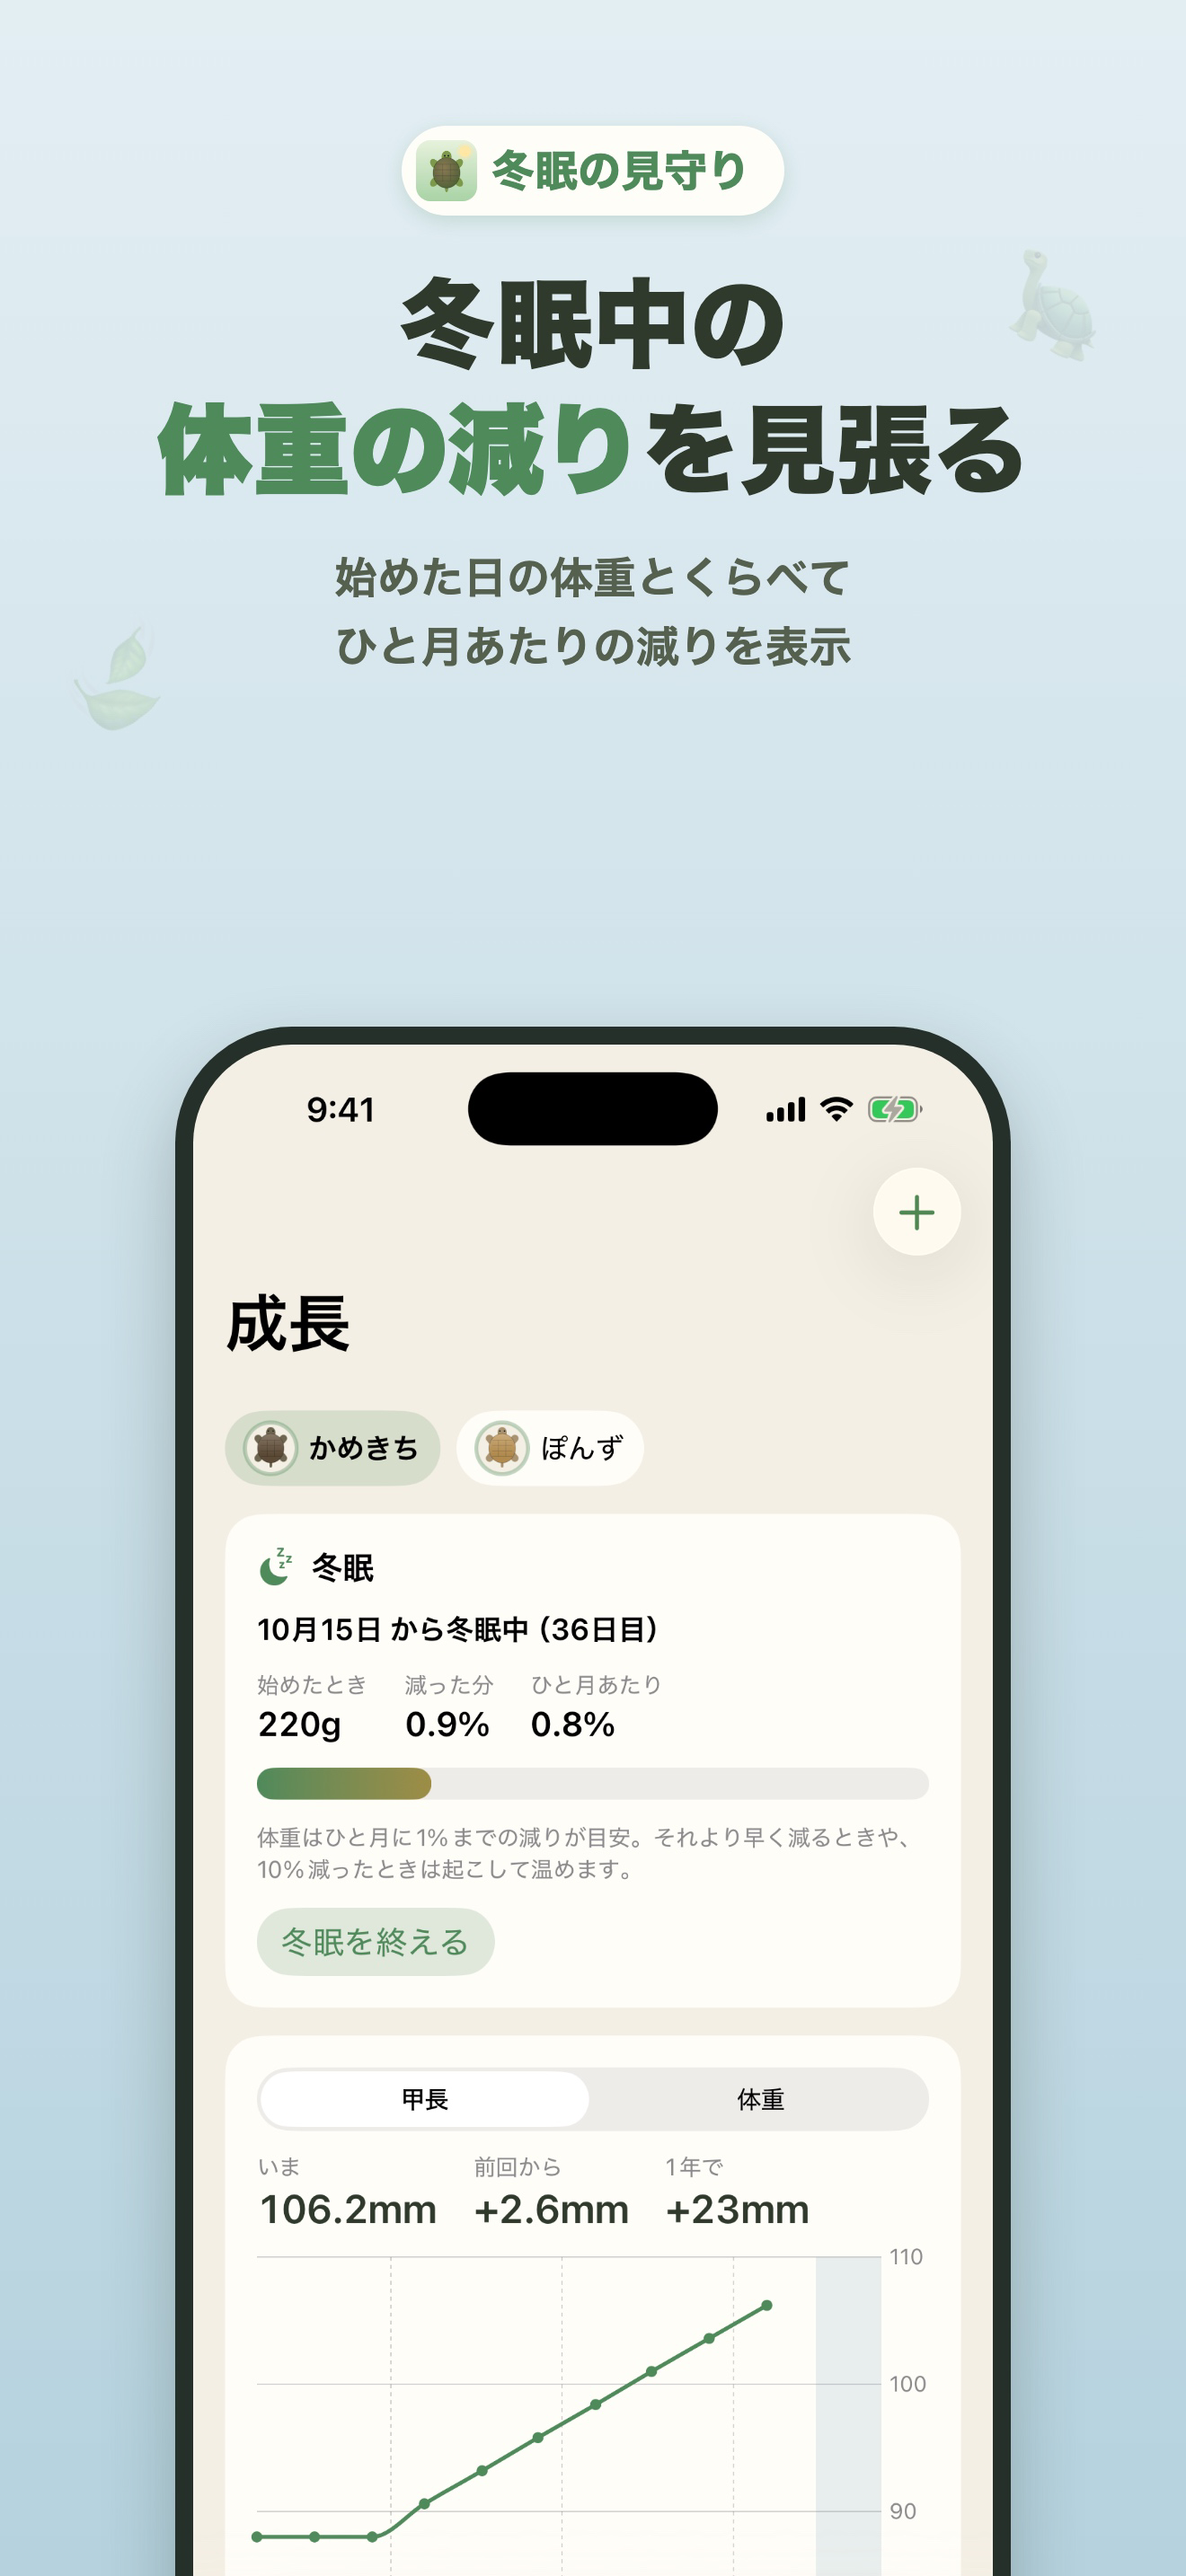 冬眠の見守り
冬眠中の
体重の減りを見張る
始めた日の体重とくらべて
ひと月あたりの減りを表示
9:41
成長
かめきち ぽんず
冬眠
10月15日 から冬眠中（36日目）
始めたとき 減った分 ひと月あたり
220g 0.9% 0.8%
体重はひと月に1%までの減りが目安。それより早く減るときや、
10%減ったときは起こして温めます。
冬眠を終える
甲長 体重
いま 前回から 1年で
106.2mm +2.6mm +23mm
110
100
90